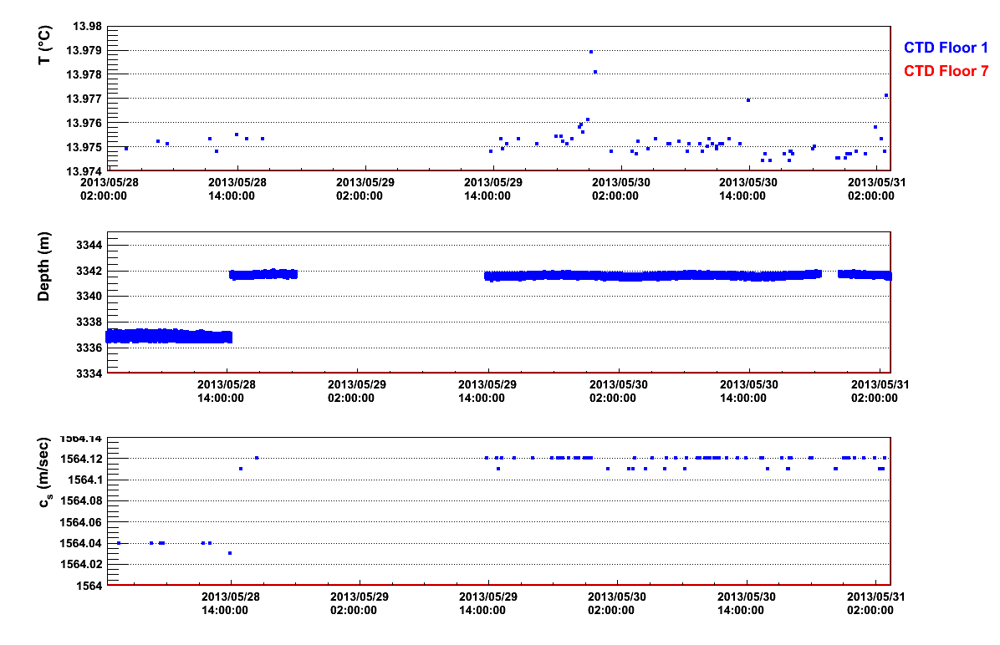 T (°C)
13.98
13.979
13.978
13.977
13.976
13.975
13.974
2013/05/28 2013/05/28 2013/05/29 2013/05/29 2013/05/30 2013/05/30 2013/05/31
02:00:00 14:00:00 02:00:00 14:00:00 02:00:00 14:00:00 02:00:00
CTD Floor 1
CTD Floor 7
Depth (m)
3344
3342
3340
3338
3336
3334
2013/05/28 2013/05/29 2013/05/29 2013/05/30 2013/05/30 2013/05/31
14:00:00 02:00:00 14:00:00 02:00:00 14:00:00 02:00:00
cs (m/sec)
1564.14
1564.12
1564.1
1564.08
1564.06
1564.04
1564.02
1564
2013/05/28 2013/05/29 2013/05/29 2013/05/30 2013/05/30 2013/05/31
14:00:00 02:00:00 14:00:00 02:00:00 14:00:00 02:00:00